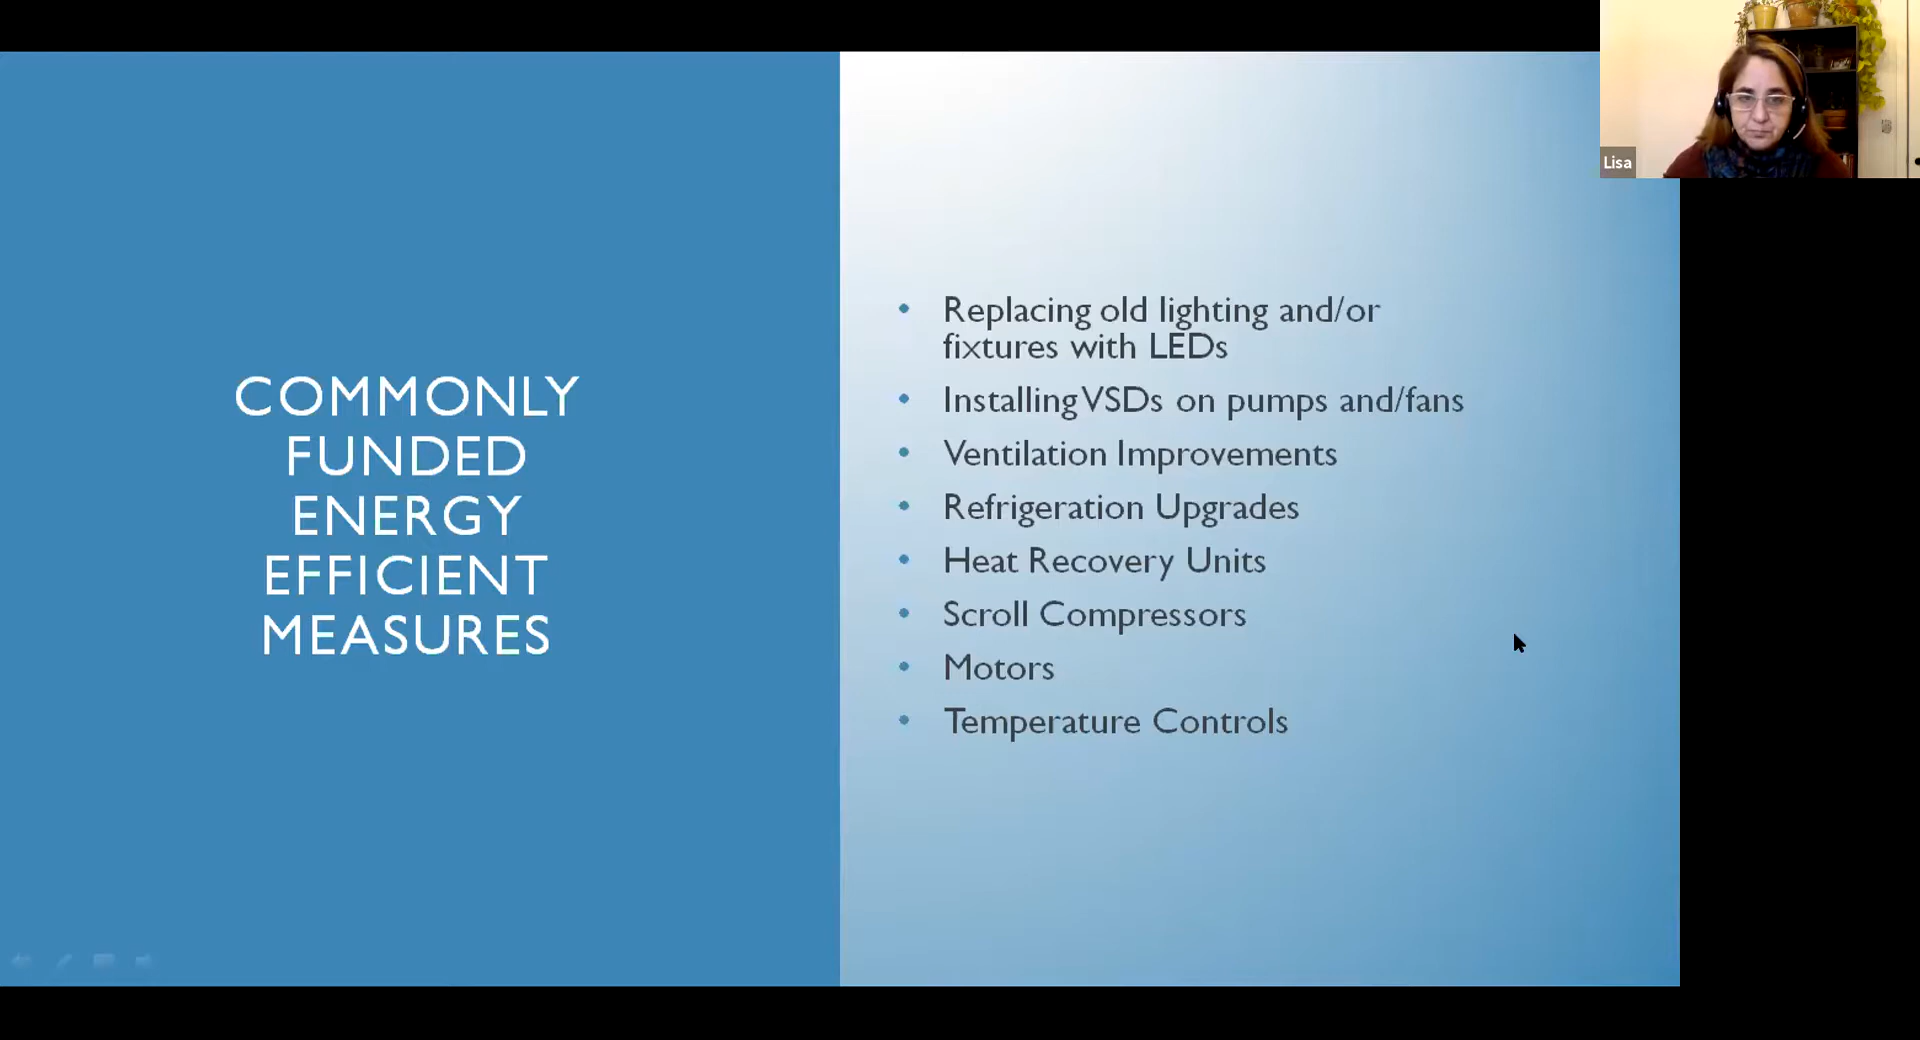 COMMONLY
FUNDED
ENERGY
EFFICIENT
MEASURES
• Replacing old lighting and/or
fixtures with LEDs
• Installing VSDs on pumps and/fans
• Ventilation Improvements
• Refrigeration Upgrades
• Heat Recovery Units
• Scroll Compressors
• Motors
• Temperature Controls
Lisa